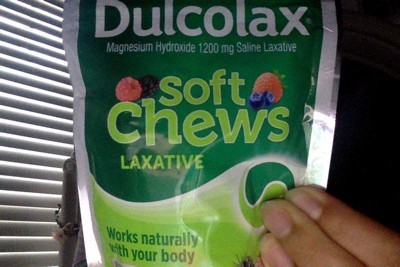 Dulcolax
Magnesium Hydroxide 1200 mg Saline Laxative
Soft
Chews
LAXATIVE
Works naturally
with your body